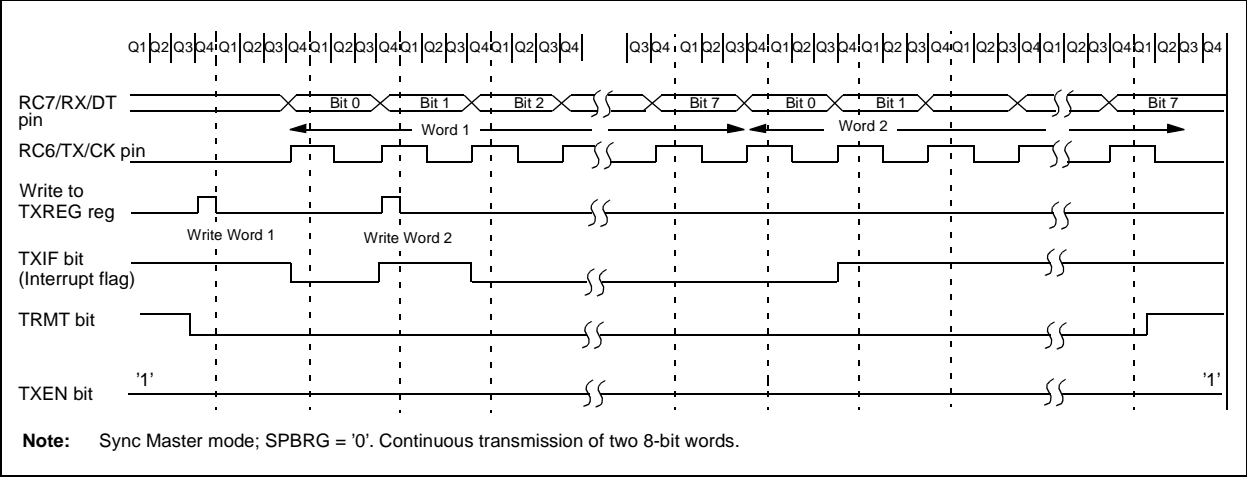 Q1 Q2 Q3 Q4 Q1 Q2 Q3 Q4 Q1 Q2 Q3 Q4 Q1 Q2 Q3 Q4 Q1 Q2 Q3 Q4 Q3 Q4 Q1 Q2 Q3 Q4 Q1 Q2 Q3 Q4 Q1 Q2 Q3 Q4 Q1 Q2 Q3 Q4 Q1 Q2 Q3 Q4 Q1 Q2 Q3 Q4
RC7/RX/DT pin
Bit 0 Bit 1 Bit 2 Bit 7 Bit 0 Bit 1 Bit 7
Word 1 Word 2
RC6/TX/CK pin
Write to
TXREG reg
Write Word 1 Write Word 2
TXIF bit
(Interrupt flag)
TRMT bit
'1' '1'
TXEN bit
Note: Sync Master mode; SPBRG = '0'. Continuous transmission of two 8-bit words.